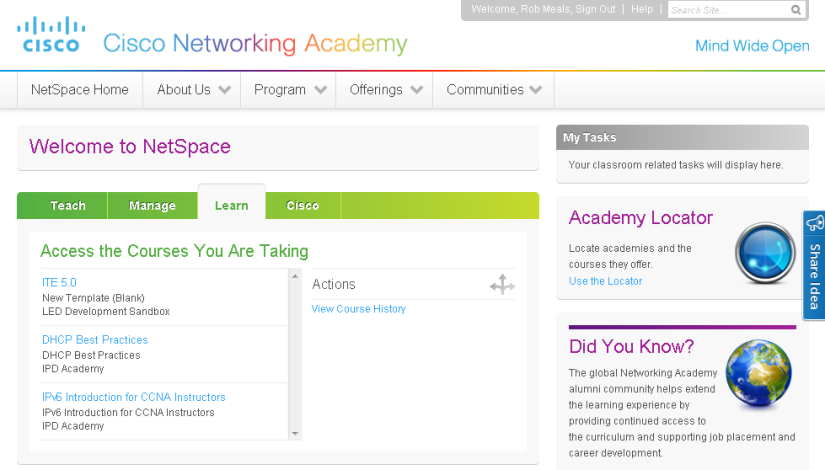 Welcome, Rob Meals, Sign Out | Help |
Search Site...
CISCO
Cisco Networking Academy
Mind Wide Open
NetSpace Home
About Us
Program
Offerings
Communities
Welcome to NetSpace
Teach
Manage
Learn
Cisco
Access the Courses You Are Taking
ITE 5.0
New Template (Blank)
LED Development Sandbox
DHCP Best Practices
DHCP Best Practices
IPD Academy
IPv6 Introduction for CCNA Instructors
IPv6 Introduction for CCNA Instructors
IPD Academy
Actions
View Course History
My Tasks
Your classroom related tasks will display here.
Academy Locator
Locate academies and the
courses they offer.
Use the Locator
Share Idea
Did You Know?
The global Networking Academy
alumni community helps extend
the learning experience by
providing continued access to
the curriculum and supporting job placement and
career development.